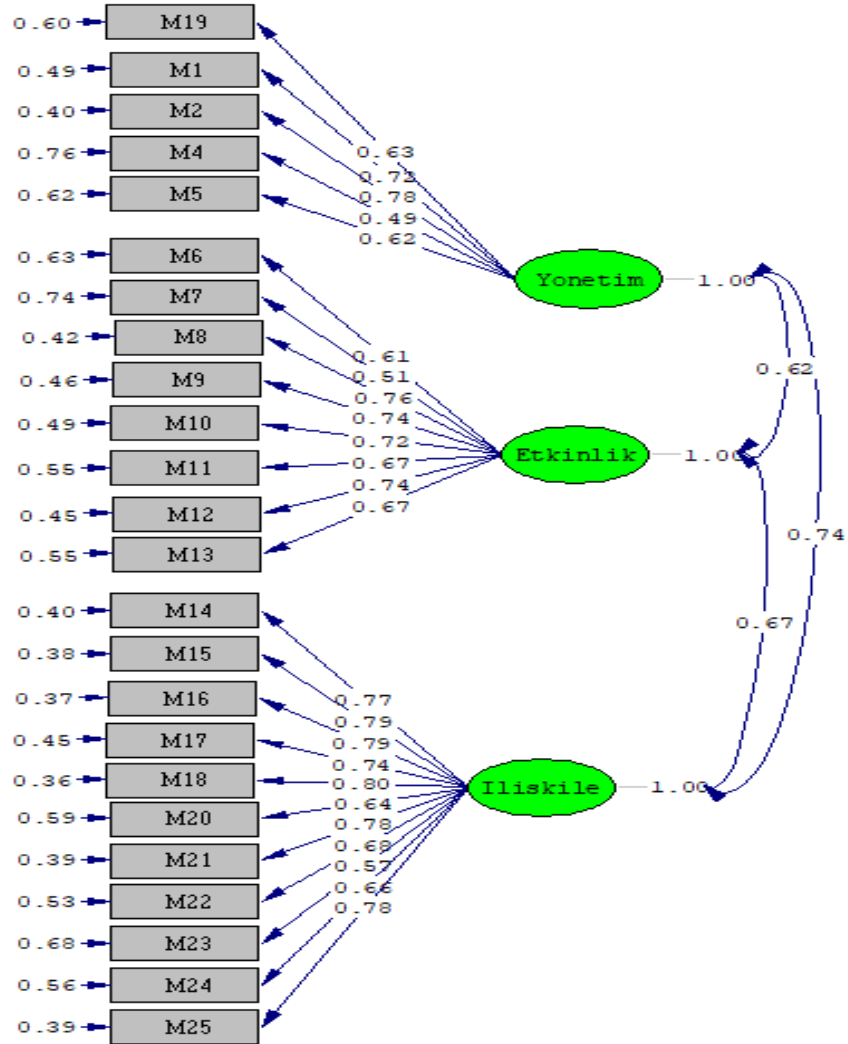 0.60 M19
0.49 M1
0.40 M2
0.76 M4
0.62 M5
0.63
0.72
0.78
0.49
0.62
Yonetim 1.00
0.63 M6
0.74 M7
0.42 M8
0.46 M9
0.49 M10
0.55 M11
0.45 M12
0.55 M13
0.61
0.51
0.76
0.74
0.72
0.67
0.74
0.67
Etkinlik 1.00
0.40 M14
0.38 M15
0.37 M16
0.45 M17
0.36 M18
0.59 M20
0.39 M21
0.53 M22
0.68 M23
0.56 M24
0.39 M25
0.77
0.79
0.79
0.74
0.80
0.64
0.78
0.68
0.57
0.66
0.78
Iliskile 1.00
0.62
0.74
0.67